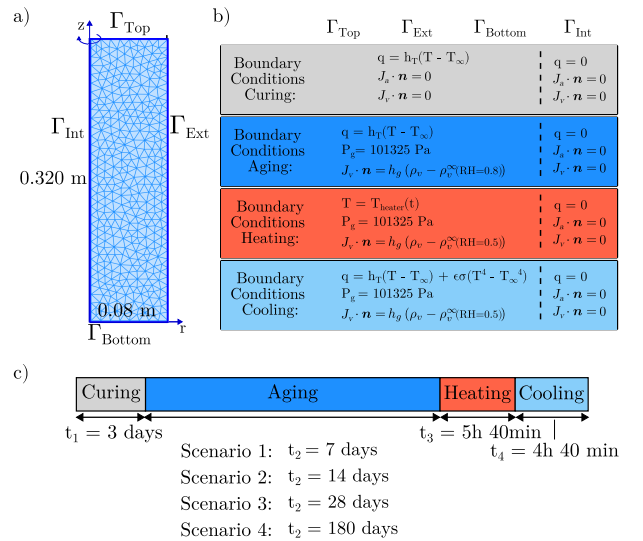 a)
Γ_Top
z
Γ_Int
Γ_Ext
0.320 m
0.08 m
r
Γ_Bottom
b)
Γ_Top Γ_Ext Γ_Bottom Γ_Int
Boundary Conditions Curing:
q = h_T(T - T_∞)
J_a · n = 0
J_v · n = 0
q = 0
J_a · n = 0
J_v · n = 0
Boundary Conditions Aging:
q = h_T(T - T_∞)
P_g = 101325 Pa
J_v · n = h_g (ρ_v − ρ_v^∞(RH=0.8))
q = 0
J_a · n = 0
J_v · n = 0
Boundary Conditions Heating:
T = T_heater(t)
P_g = 101325 Pa
J_v · n = h_g (ρ_v − ρ_v^∞(RH=0.5))
q = 0
J_a · n = 0
J_v · n = 0
Boundary Conditions Cooling:
q = h_T(T - T_∞) + ϵσ(T^4 - T_∞^4)
P_g = 101325 Pa
J_v · n = h_g (ρ_v − ρ_v^∞(RH=0.5))
q = 0
J_a · n = 0
J_v · n = 0
c)
Curing Aging Heating Cooling
t_1 = 3 days
t_3 = 5h 40min
t_4 = 4h 40 min
Scenario 1: t_2 = 7 days
Scenario 2: t_2 = 14 days
Scenario 3: t_2 = 28 days
Scenario 4: t_2 = 180 days